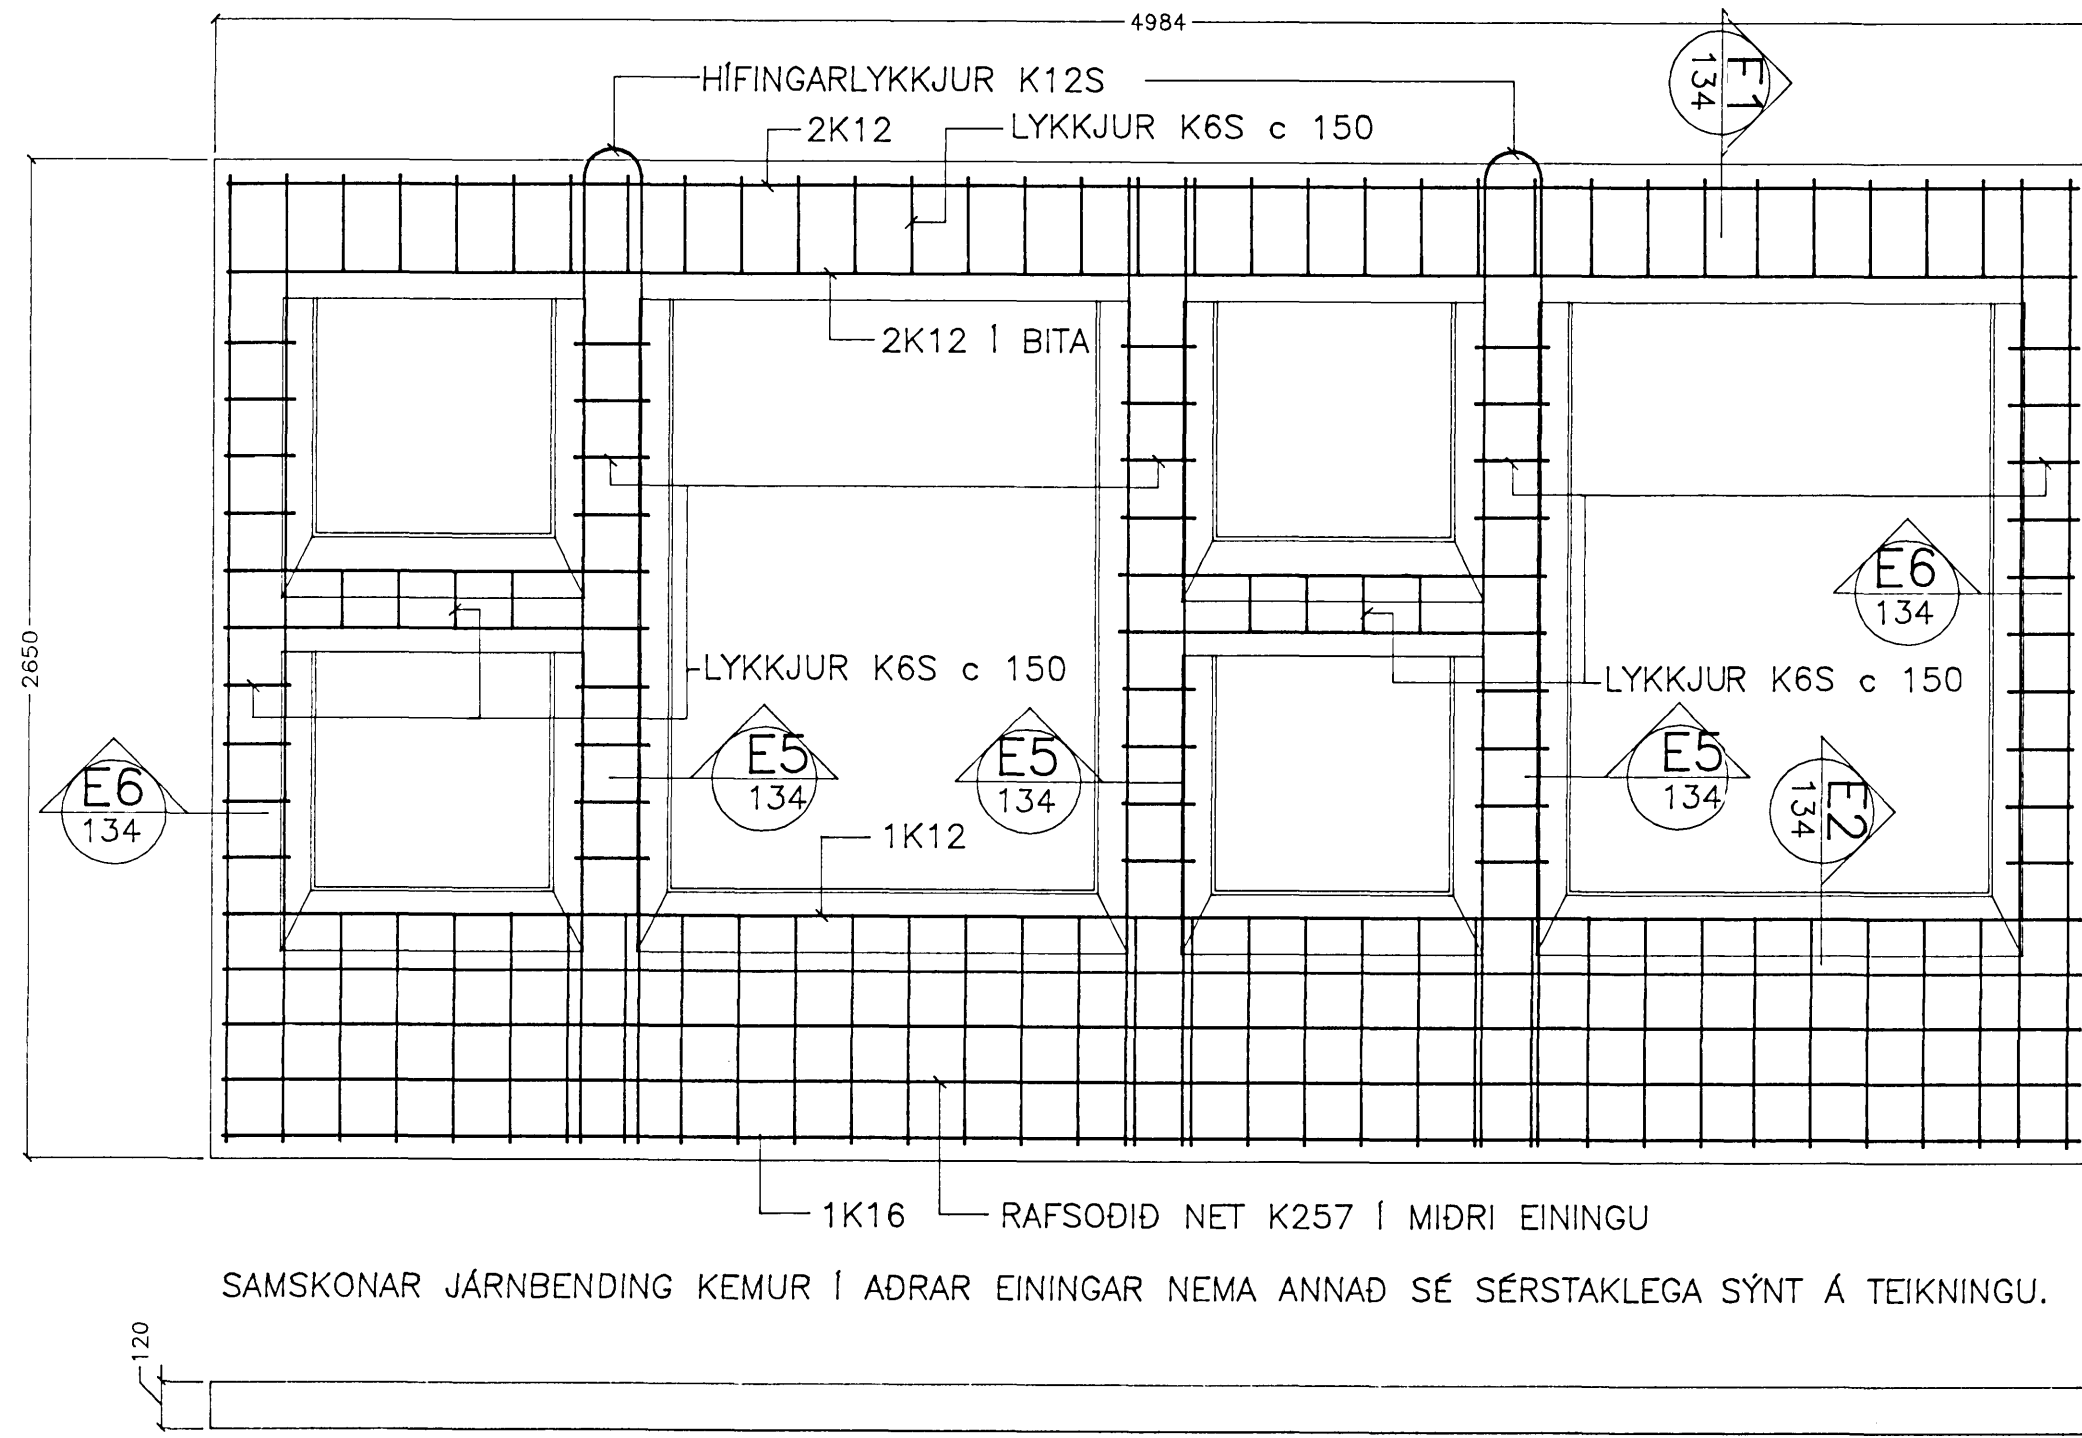 4984
HÍFINGARLYKKJUR K12S
F1
134
2K12
LYKKJUR K6S c 150
2K12 Í BITA
2650
E6
134
LYKKJUR K6S c 150
LYKKJUR K6S c 150
E6
134
E5
134
E5
134
E5
134
E2
134
1K12
1K16
RAFSOÐIÐ NET K257 Í MIÐRI EININGU
SAMSKONAR JÁRNBENDING KEMUR Í AÐRAR EININGAR NEMA ANNAÐ SÉ SÉRSTAKLEGA SÝNT Á TEIKNINGU.
120